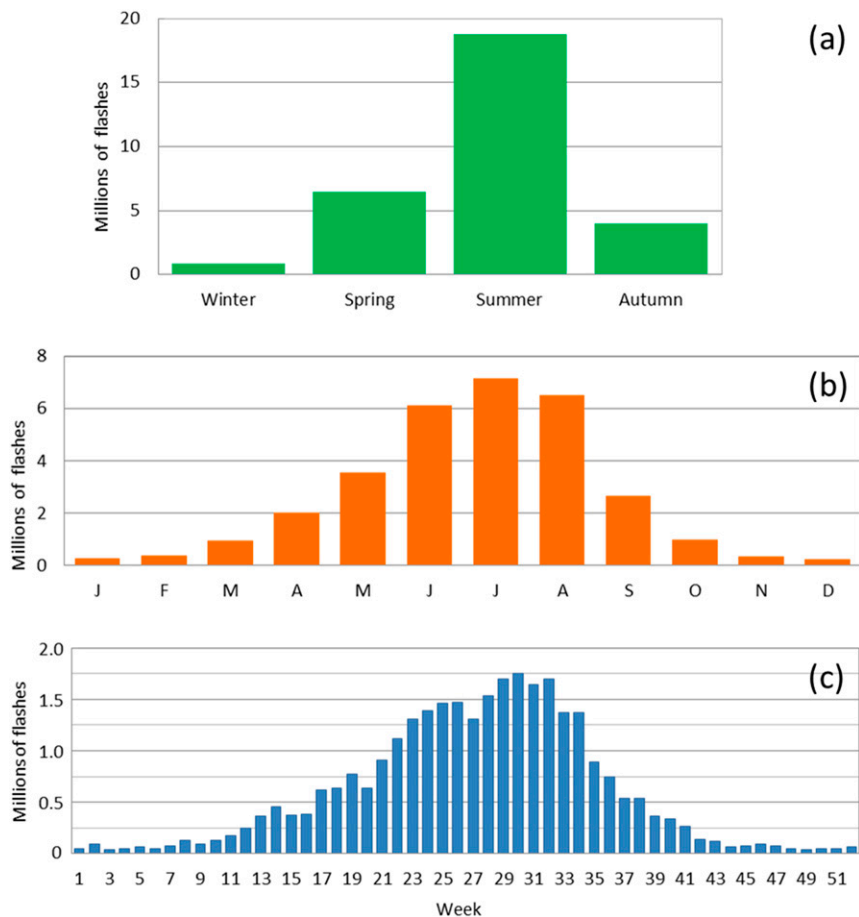 (a)
Millions of flashes
20
15
10
5
0
Winter Spring Summer Autumn
(b)
Millions of flashes
8
6
4
2
0
J F M A M J J A S O N D
(c)
Millions of flashes
2.0
1.5
1.0
0.5
0
1 3 5 7 9 11 13 15 17 19 21 23 25 27 29 31 33 35 37 39 41 43 45 47 49 51
Week